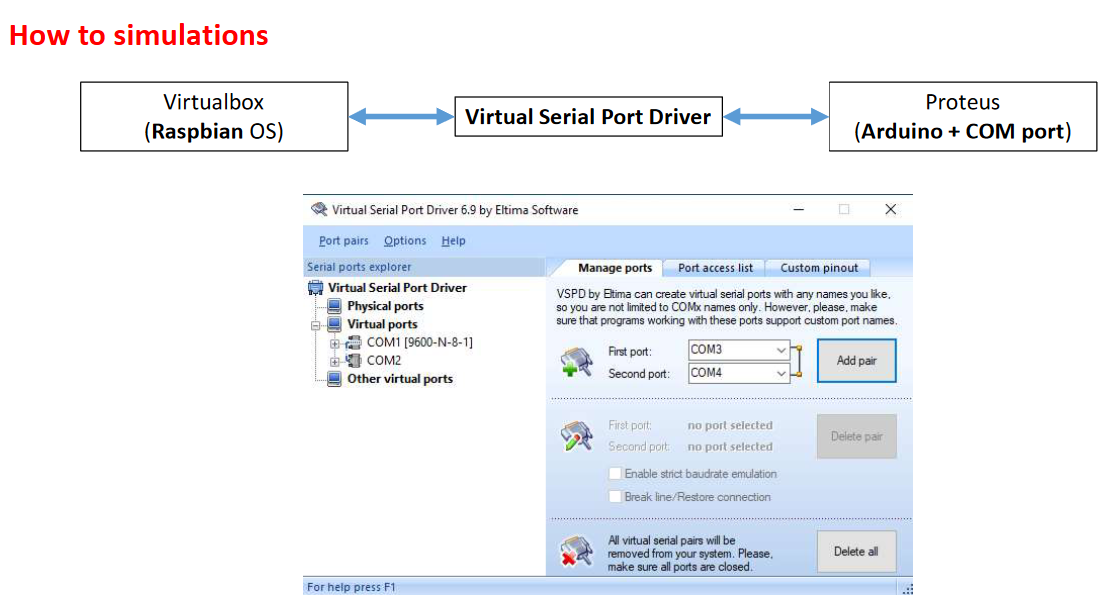 How to simulations
Virtualbox
(Raspbian OS)
Virtual Serial Port Driver
Proteus
(Arduino + COM port)
Virtual Serial Port Driver 6.9 by Eltima Software
Port pairs Options Help
Serial ports explorer
Virtual Serial Port Driver
Physical ports
Virtual ports
COM1 [9600-N-8-1]
COM2
Other virtual ports
Manage ports Port access list Custom pinout
VSPD by Eltima can create virtual serial ports with any names you like,
so you are not limited to COMx names only. However, please, make
sure that programs working with these ports support custom port names.
First port: COM3
Second port: COM4
Add pair
First port: no port selected
Second port: no port selected
Delete pair
Enable strict baudrate emulation
Break line/Restore connection
All virtual serial pairs will be
removed from your system. Please,
make sure all ports are closed.
Delete all
For help press F1